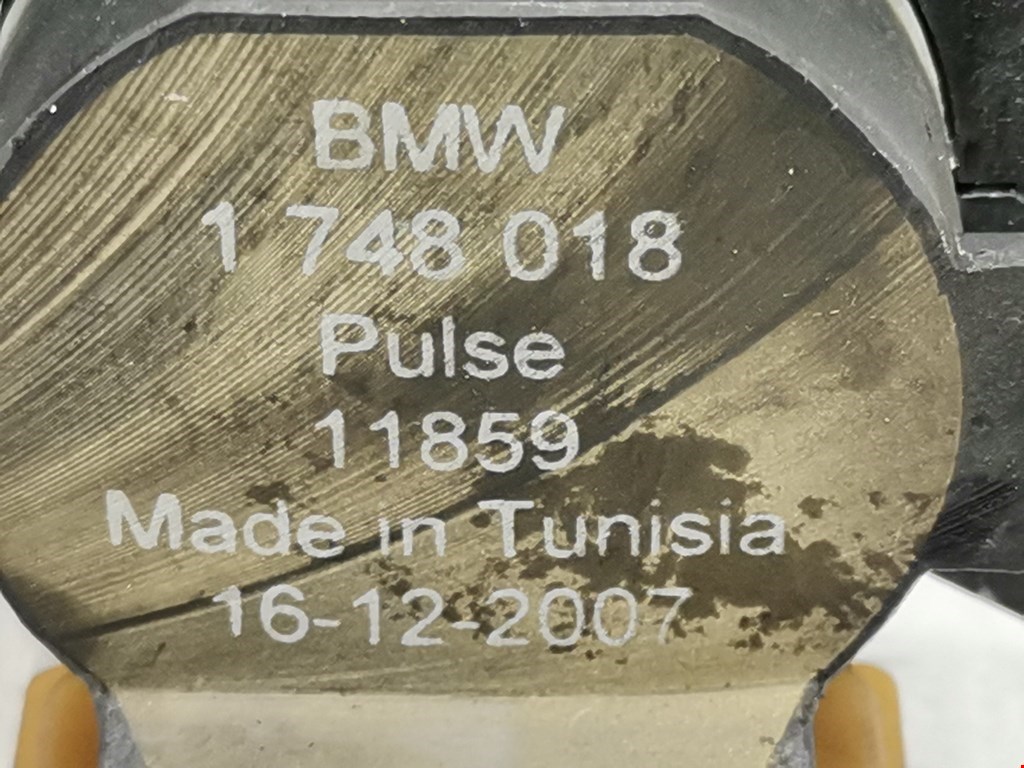 BMW
1 748 018
Pulse
11859
Made in Tunisia
16-12-2007